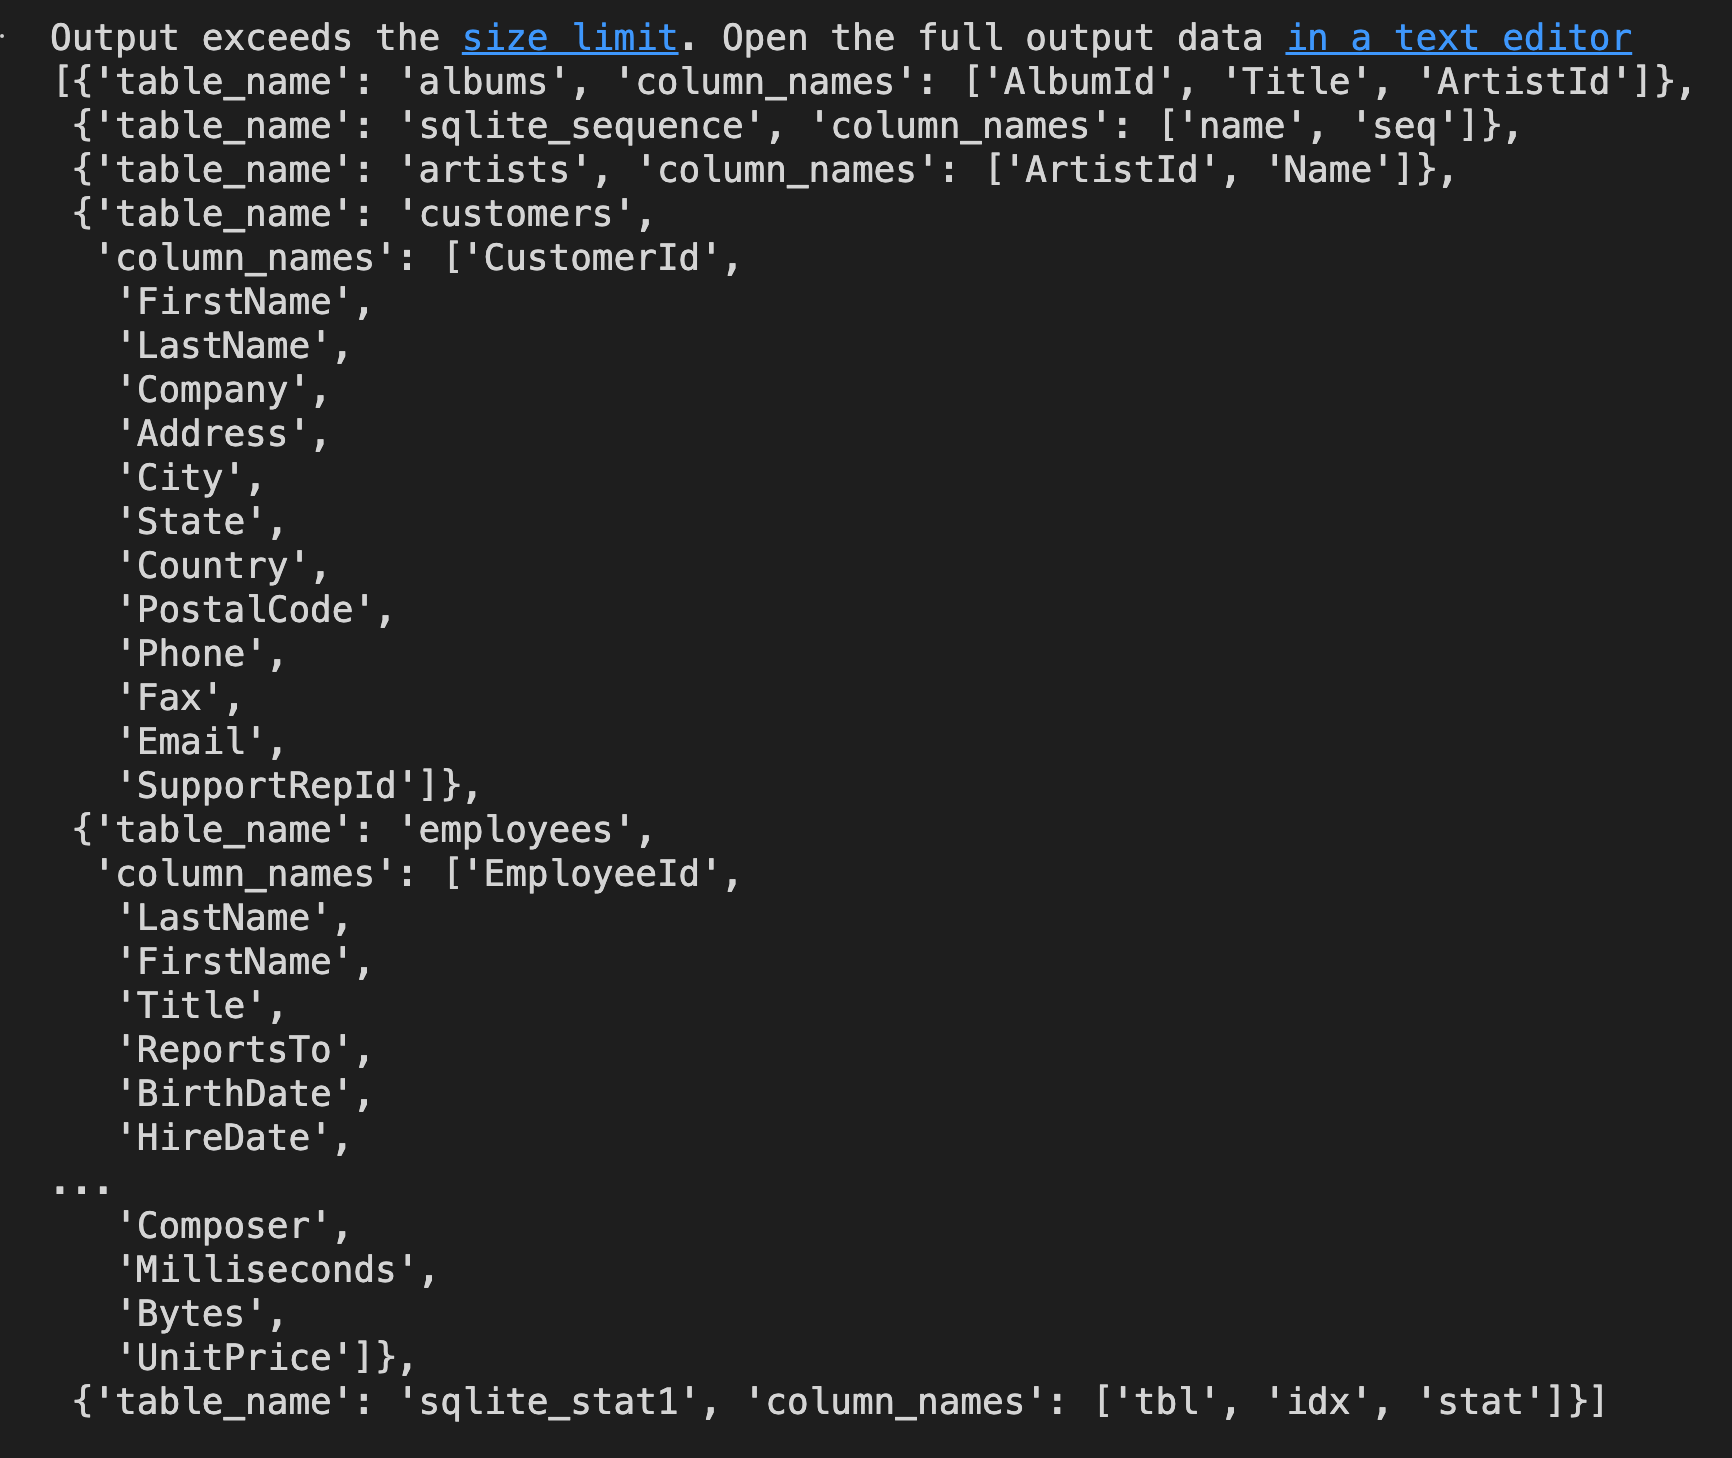 Output exceeds the size limit. Open the full output data in a text editor
[{'table_name': 'albums', 'column_names': ['AlbumId', 'Title', 'ArtistId']},
 {'table_name': 'sqlite_sequence', 'column_names': ['name', 'seq']},
 {'table_name': 'artists', 'column_names': ['ArtistId', 'Name']},
 {'table_name': 'customers',
  'column_names': ['CustomerId',
   'FirstName',
   'LastName',
   'Company',
   'Address',
   'City',
   'State',
   'Country',
   'PostalCode',
   'Phone',
   'Fax',
   'Email',
   'SupportRepId']},
 {'table_name': 'employees',
  'column_names': ['EmployeeId',
   'LastName',
   'FirstName',
   'Title',
   'ReportsTo',
   'BirthDate',
   'HireDate',
...
   'Composer',
   'Milliseconds',
   'Bytes',
   'UnitPrice']},
 {'table_name': 'sqlite_stat1', 'column_names': ['tbl', 'idx', 'stat']}]